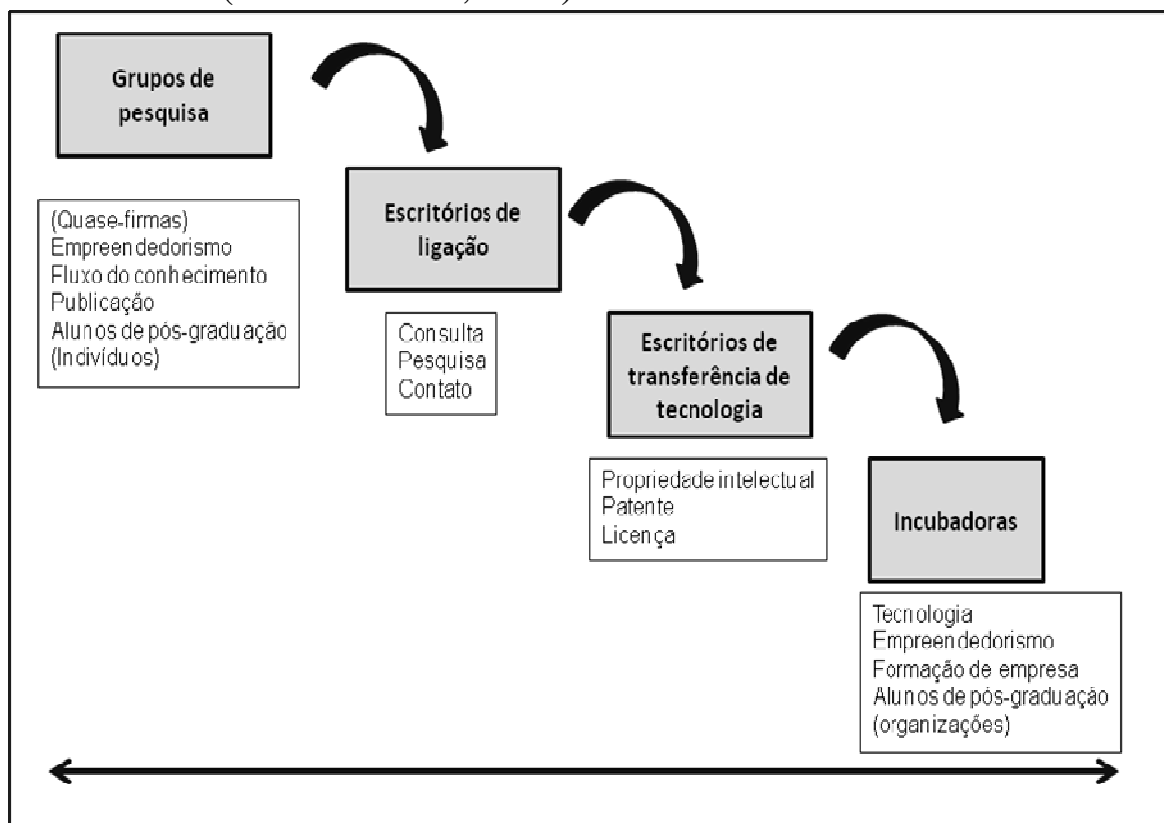 Grupos de
pesquisa
(Quase-firmas)
Empreendedorismo
Fluxo do conhecimento
Publicação
Alunos de pós-graduação
(Indivíduos)
Escritórios de
ligação
Consulta
Pesquisa
Contato
Escritórios de
transferência de
tecnologia
Propriedade intelectual
Patente
Licença
Incubadoras
Tecnologia
Empreendedorismo
Formação de empresa
Alunos de pós-graduação
(organizações)